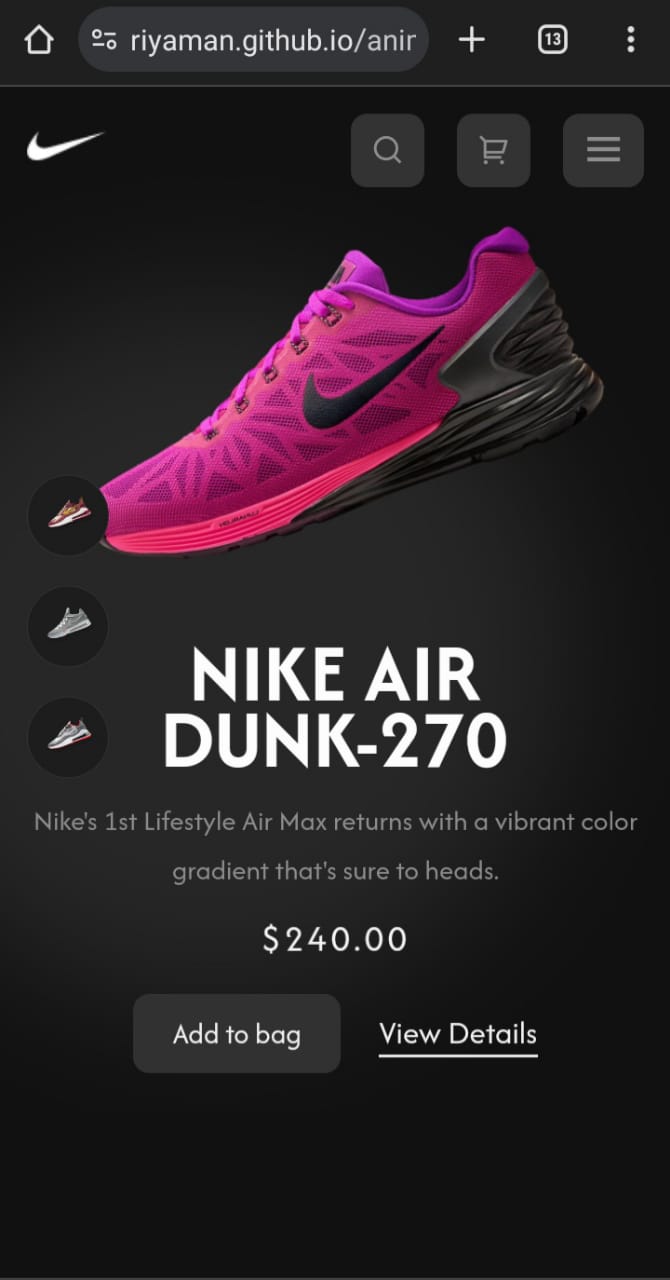 riyaman.github.io/anir
13
NIKE AIR
DUNK-270
Nike's 1st Lifestyle Air Max returns with a vibrant color
gradient that's sure to heads.
$240.00
Add to bag
View Details